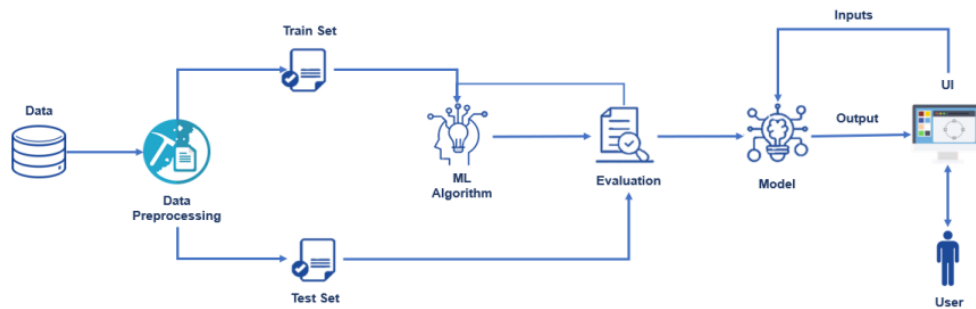 Inputs
Train Set
UI
Data
Output
ML
Algorithm
Evaluation
Model
Data
Preprocessing
Test Set
User